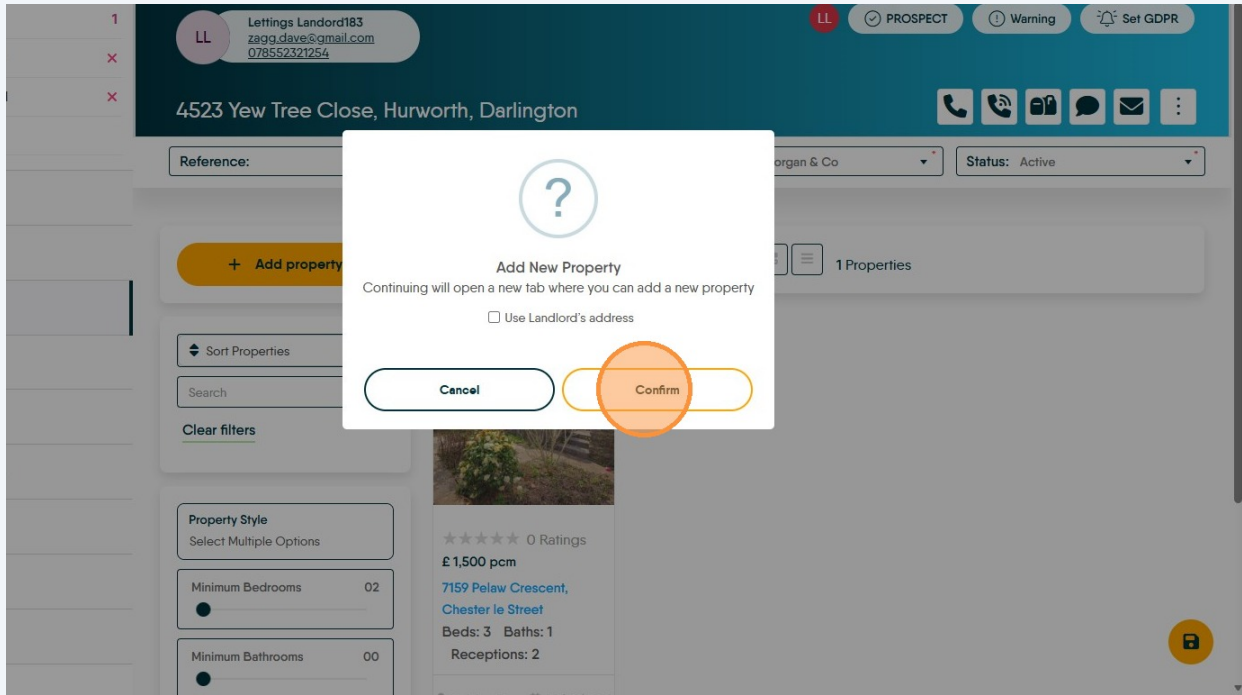 1
LL
Lettings Landord183
zagg.dave@gmail.com
078552321254
LL
PROSPECT
Warning
Set GDPR
4523 Yew Tree Close, Hurworth, Darlington
Reference:
organ & Co
Status: Active
+ Add property
1 Properties
?
Add New Property
Continuing will open a new tab where you can add a new property
Use Landlord's address
Cancel
Confirm
Sort Properties
Search
Clear filters
Property Style
Select Multiple Options
Minimum Bedrooms 02
Minimum Bathrooms 00
0 Ratings
£ 1,500 pcm
7159 Pelaw Crescent,
Chester le Street
Beds: 3 Baths: 1
Receptions: 2